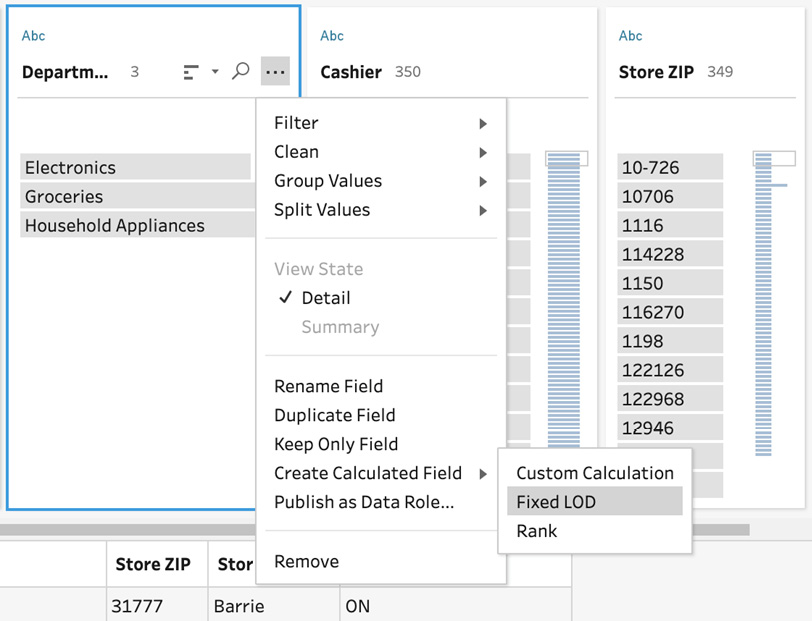 Abc
Departm... 3
Abc
Cashier 350
Abc
Store ZIP 349
Electronics
Groceries
Household Appliances
Filter
Clean
Group Values
Split Values
View State
Detail
Summary
Rename Field
Duplicate Field
Keep Only Field
Create Calculated Field
Publish as Data Role...
Remove
Custom Calculation
Fixed LOD
Rank
10-726
10706
1116
114228
1150
116270
1198
122126
122968
12946
Store ZIP
Stor
31777
Barrie
ON